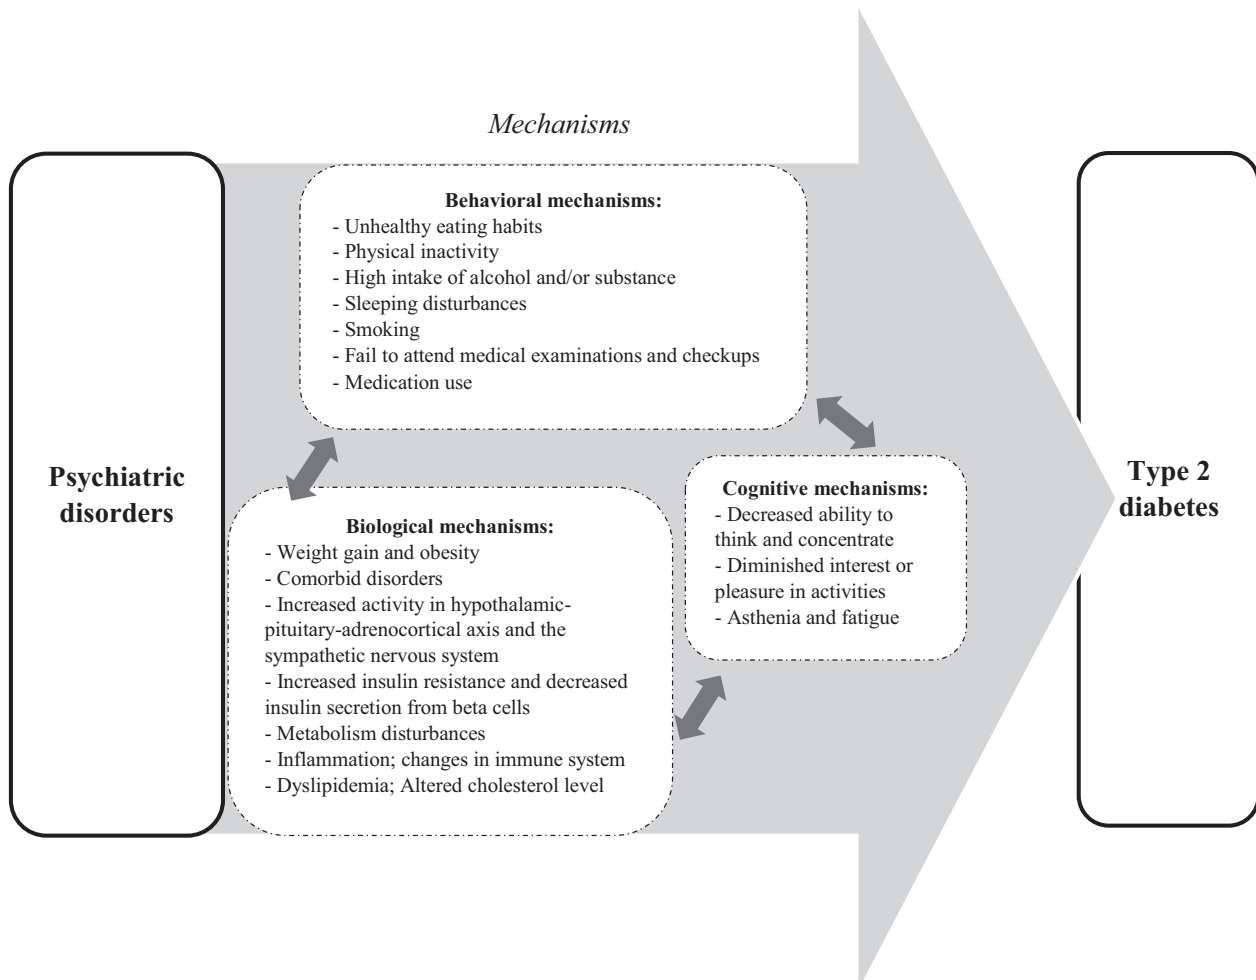 Mechanisms
Psychiatric
disorders
Behavioral mechanisms:
- Unhealthy eating habits
- Physical inactivity
- High intake of alcohol and/or substance
- Sleeping disturbances
- Smoking
- Fail to attend medical examinations and checkups
- Medication use
Biological mechanisms:
- Weight gain and obesity
- Comorbid disorders
- Increased activity in hypothalamic-
pituitary-adrenocortical axis and the
sympathetic nervous system
- Increased insulin resistance and decreased
insulin secretion from beta cells
- Metabolism disturbances
- Inflammation; changes in immune system
- Dyslipidemia; Altered cholesterol level
Cognitive mechanisms:
- Decreased ability to
think and concentrate
- Diminished interest or
pleasure in activities
- Asthenia and fatigue
Type 2
diabetes